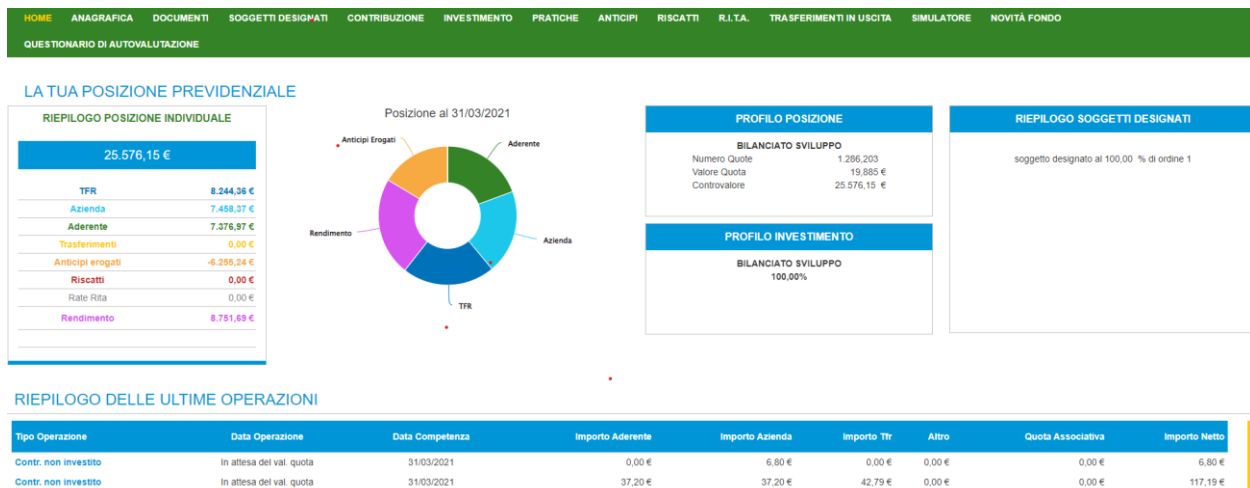 HOME ANAGRAFICA DOCUMENTI SOGGETTI DESIGNATI CONTRIBUZIONE INVESTIMENTO PRATICHE ANTICIPI RISCATTI R.I.T.A. TRASFERIMENTI IN USCITA SIMULATORE NOVITÀ FONDO
QUESTIONARIO DI AUTOVALUTAZIONE
LA TUA POSIZIONE PREVIDENZIALE
RIEPILOGO POSIZIONE INDIVIDUALE
25.576,15 €
TFR 8.244,36 €
Azienda 7.458,37 €
Aderente 7.376,97 €
Trasferimenti 0,00 €
Anticipi erogati -6.255,24 €
Riscatti 0,00 €
Rate Rita 0,00 €
Rendimento 8.751,69 €
Posizione al 31/03/2021
Anticipi Erogati
Aderente
Rendimento
Azienda
TFR
PROFILO POSIZIONE
BILANCIATO SVILUPPO
Numero Quote 1.286,203
Valore Quota 19,885 €
Controvalore 25.576,15 €
PROFILO INVESTIMENTO
BILANCIATO SVILUPPO
100,00%
RIEPILOGO SOGGETTI DESIGNATI
soggetto designato al 100,00 % di ordine 1
RIEPILOGO DELLE ULTIME OPERAZIONI
Tipo Operazione Data Operazione Data Competenza Importo Aderente Importo Azienda Importo Tfr Altro Quota Associativa Importo Netto
Contr. non investito In attesa del val. quota 31/03/2021 0,00 € 6,80 € 0,00 € 0,00 € 0,00 € 6,80 €
Contr. non investito In attesa del val. quota 31/03/2021 37,20 € 37,20 € 42,79 € 0,00 € 0,00 € 117,19 €